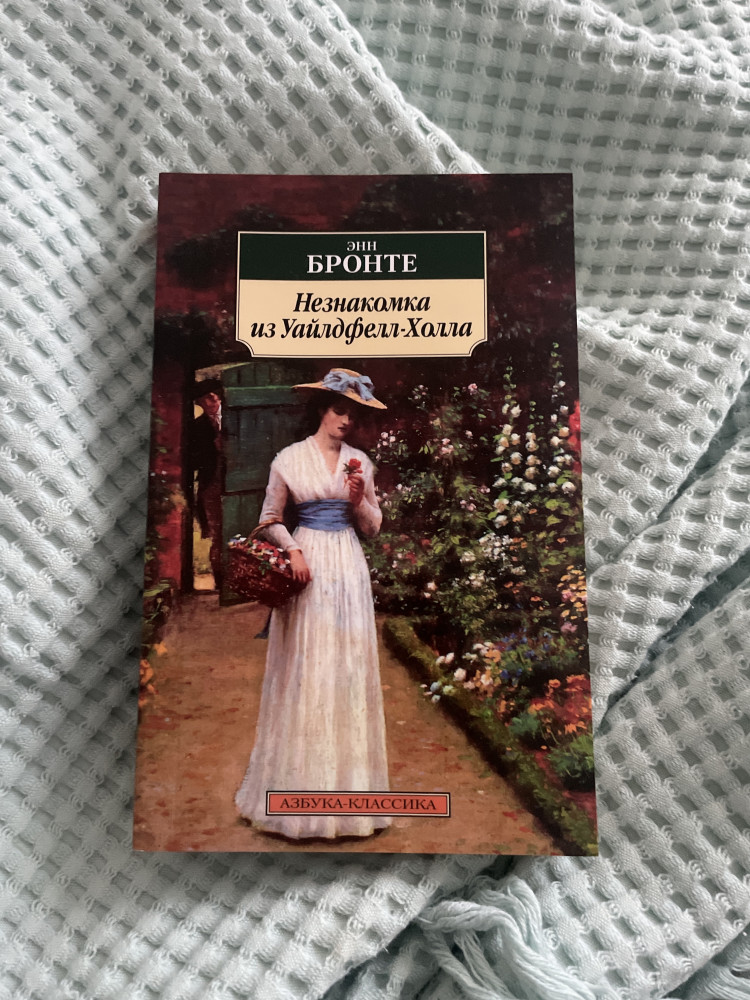 ЭНН
БРОНТЕ
Незнакомка
из Уайлдфелл-Холла
АЗБУКА-КЛАССИКА